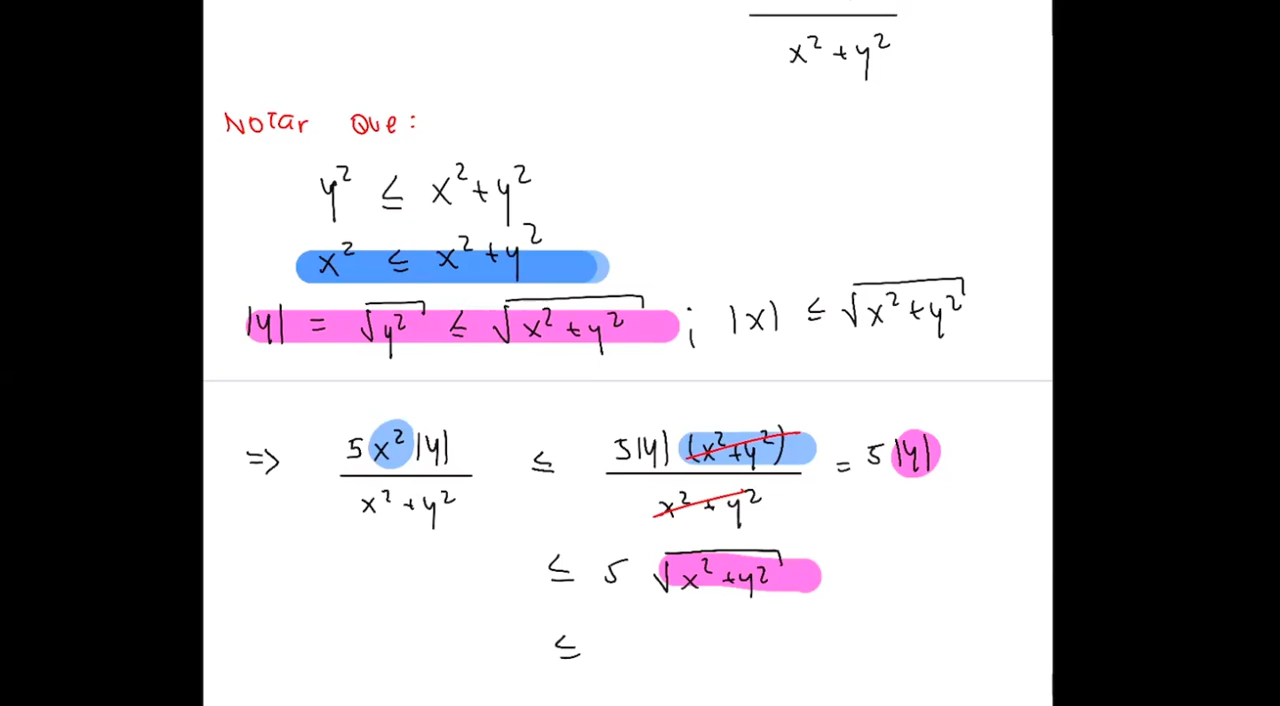 x² + y²
Notar Que:
y² ≤ x² + y²
x² ≤ x² + y²
|y| = √y² ≤ √(x² + y²) ; |x| ≤ √(x² + y²)
=> 5x²|y| / (x² + y²) ≤ 5|y|(x² + y²) / (x² + y²) = 5|y|
≤ 5 √(x² + y²)
≤